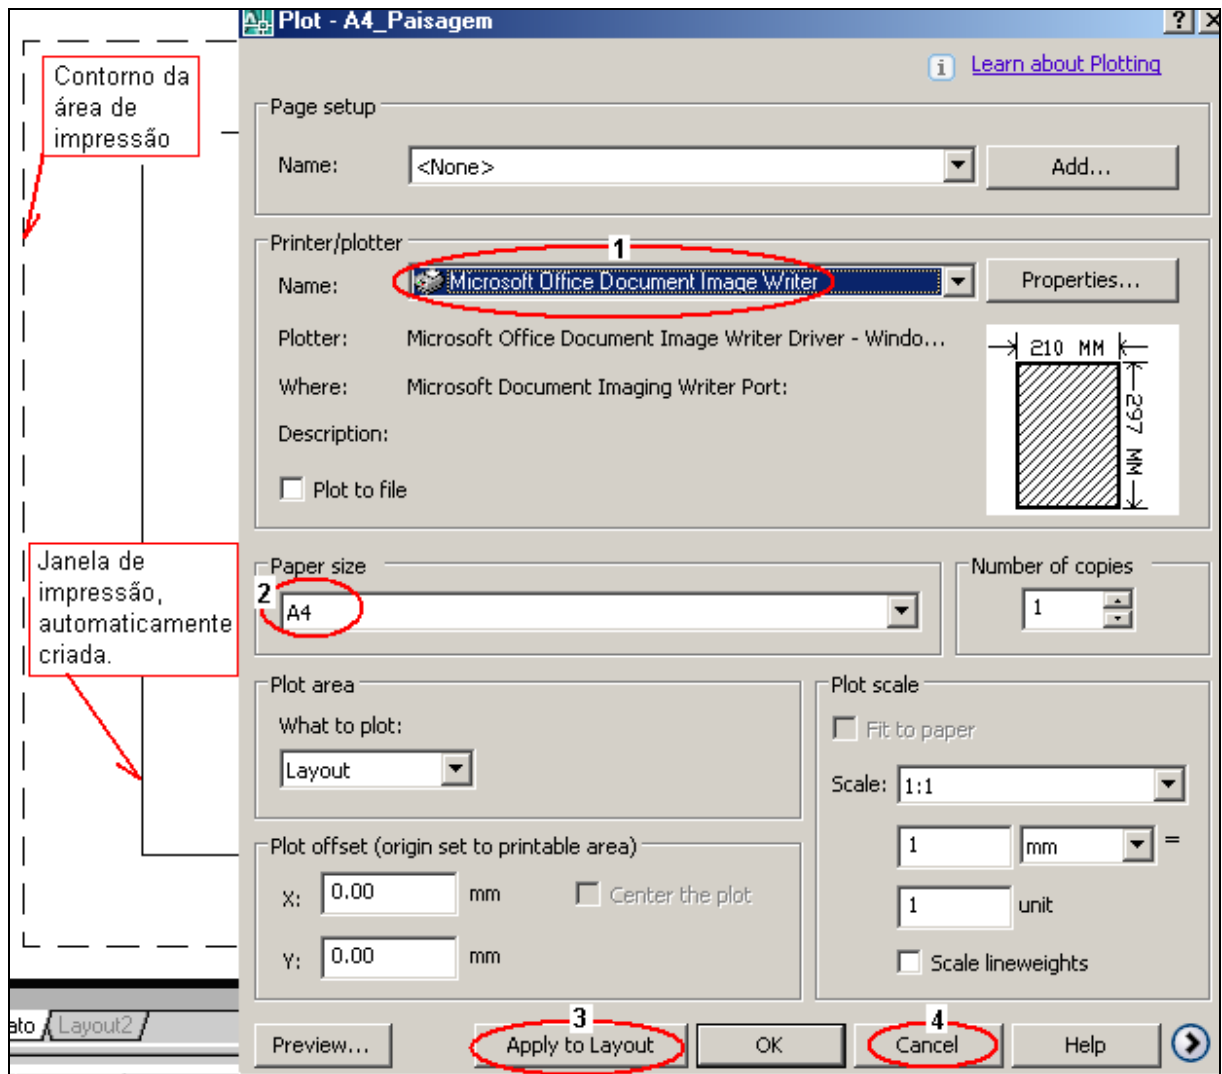 Plot - A4_Paisagem
Learn about Plotting
Contorno da
área de
impressão
Page setup
Name:
<None>
Add...
Printer/plotter
1
Name:
Microsoft Office Document Image Writer
Properties...
Plotter:
Microsoft Office Document Image Writer Driver - Windo...
Where:
Microsoft Document Imaging Writer Port:
Description:
Plot to file
210 MM
297 MM
Janela de
impressão,
automaticamente
criada.
Paper size
2
A4
Number of copies
1
Plot area
What to plot:
Layout
Plot scale
Fit to paper
Scale:
1:1
1
mm
=
1
unit
Scale lineweights
Plot offset (origin set to printable area)
X:
0.00
mm
Center the plot
Y:
0.00
mm
ato
Layout2
Preview...
3
Apply to Layout
OK
4
Cancel
Help